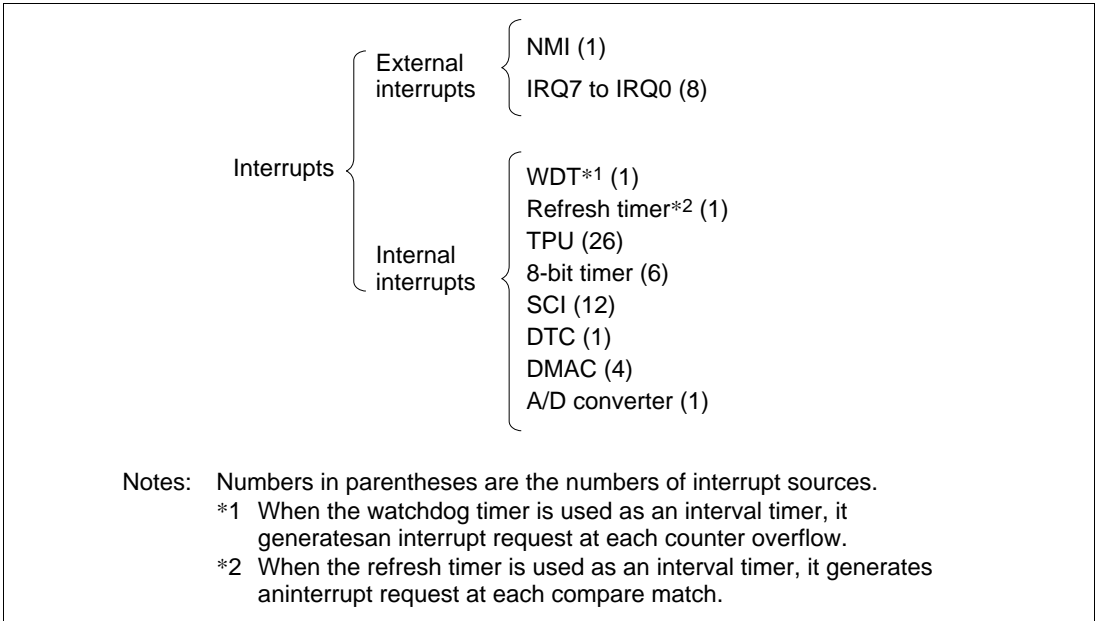 External
interrupts
NMI (1)
IRQ7 to IRQ0 (8)
Interrupts
Internal
interrupts
WDT*1 (1)
Refresh timer*2 (1)
TPU (26)
8-bit timer (6)
SCI (12)
DTC (1)
DMAC (4)
A/D converter (1)
Notes: Numbers in parentheses are the numbers of interrupt sources.
*1 When the watchdog timer is used as an interval timer, it
generatesan interrupt request at each counter overflow.
*2 When the refresh timer is used as an interval timer, it generates
aninterrupt request at each compare match.